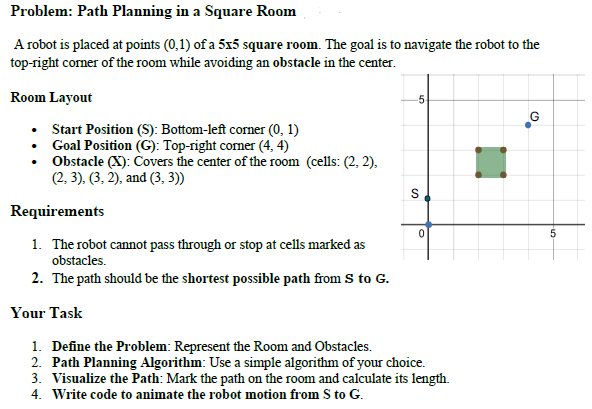 Problem: Path Planning in a Square Room
A robot is placed at points (0,1) of a 5x5 square room. The goal is to navigate the robot to the
top-right corner of the room while avoiding an obstacle in the center.
Room Layout
• Start Position (S): Bottom-left corner (0, 1)
• Goal Position (G): Top-right corner (4, 4)
• Obstacle (X): Covers the center of the room (cells: (2, 2),
(2, 3), (3, 2), and (3, 3))
5
G
S
0
5
Requirements
1. The robot cannot pass through or stop at cells marked as
obstacles.
2. The path should be the shortest possible path from S to G.
Your Task
1. Define the Problem: Represent the Room and Obstacles.
2. Path Planning Algorithm: Use a simple algorithm of your choice.
3. Visualize the Path: Mark the path on the room and calculate its length.
4. Write code to animate the robot motion from S to G.